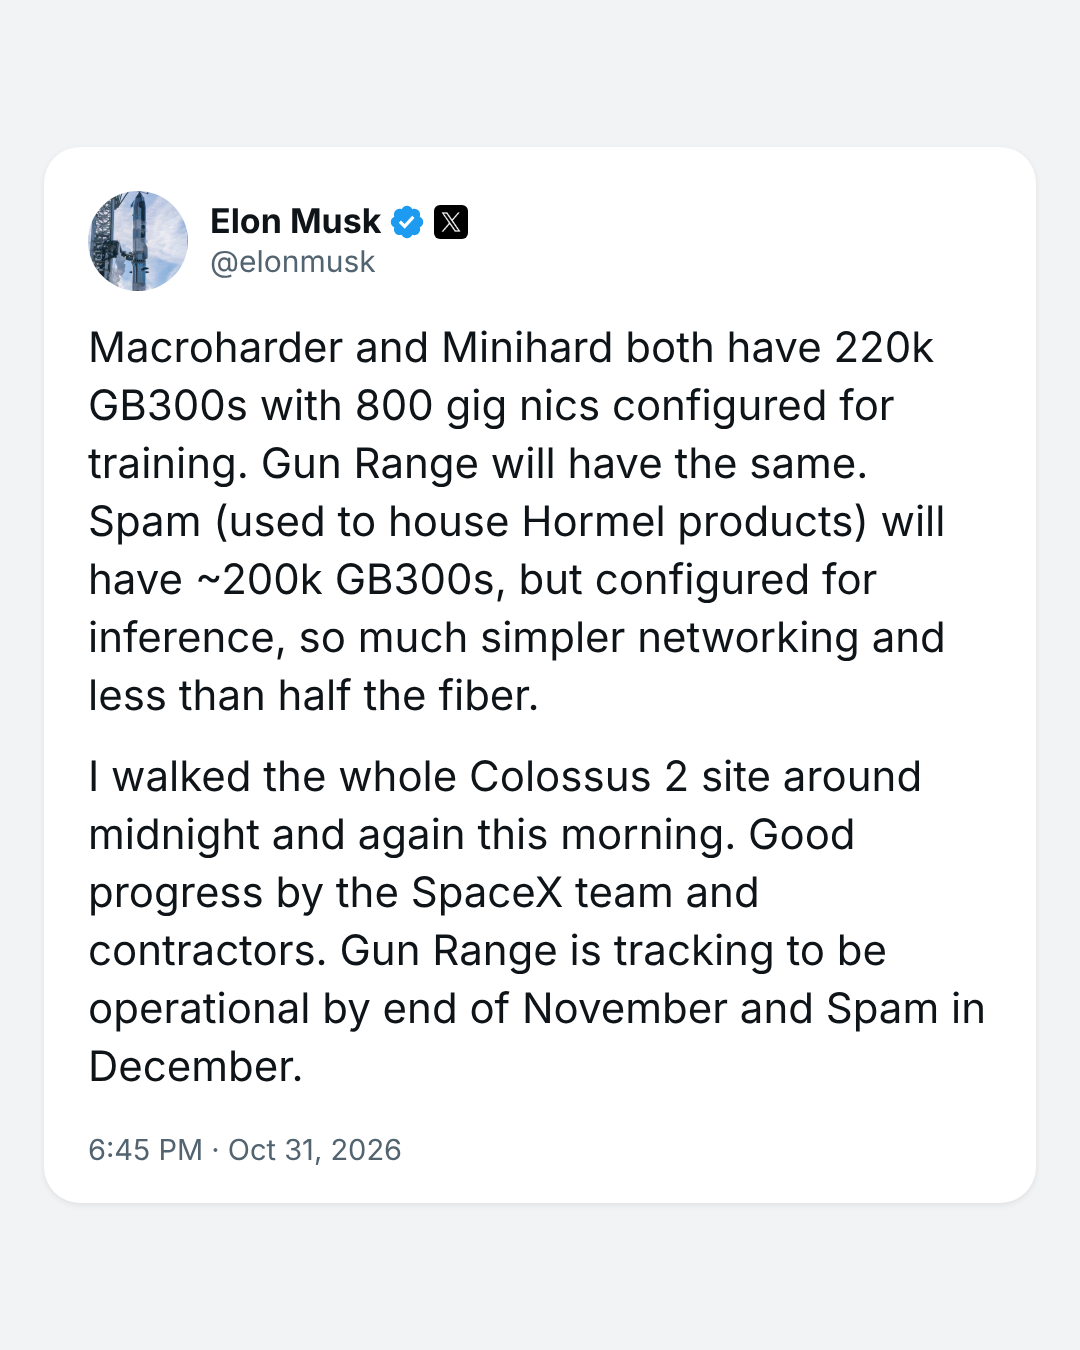 Elon Musk
@elonmusk
Macroharder and Minihard both have 220k
GB300s with 800 gig nics configured for
training. Gun Range will have the same.
Spam (used to house Hormel products) will
have ~200k GB300s, but configured for
inference, so much simpler networking and
less than half the fiber.
I walked the whole Colossus 2 site around
midnight and again this morning. Good
progress by the SpaceX team and
contractors. Gun Range is tracking to be
operational by end of November and Spam in
December.
6:45 PM · Oct 31, 2026